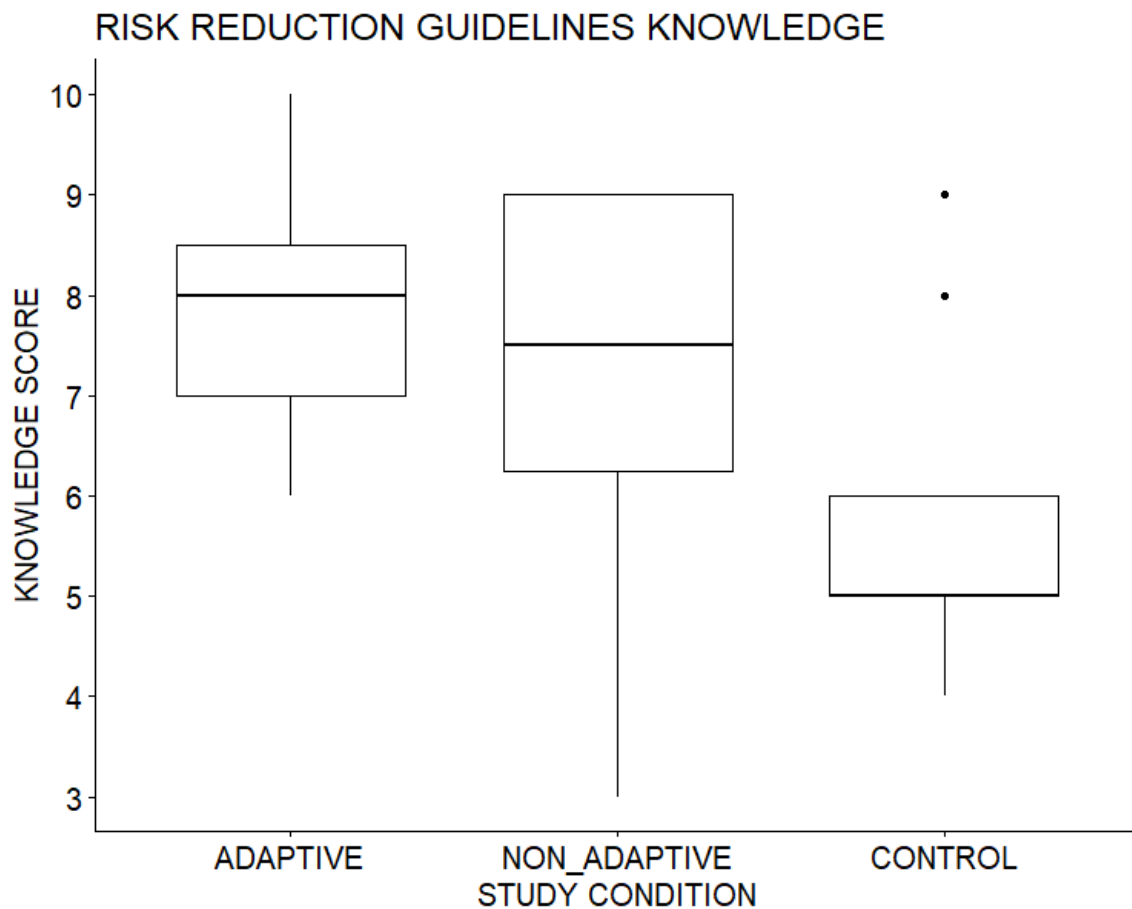 RISK REDUCTION GUIDELINES KNOWLEDGE
KNOWLEDGE SCORE
10
9
8
7
6
5
4
3
ADAPTIVE NON_ADAPTIVE CONTROL
STUDY CONDITION